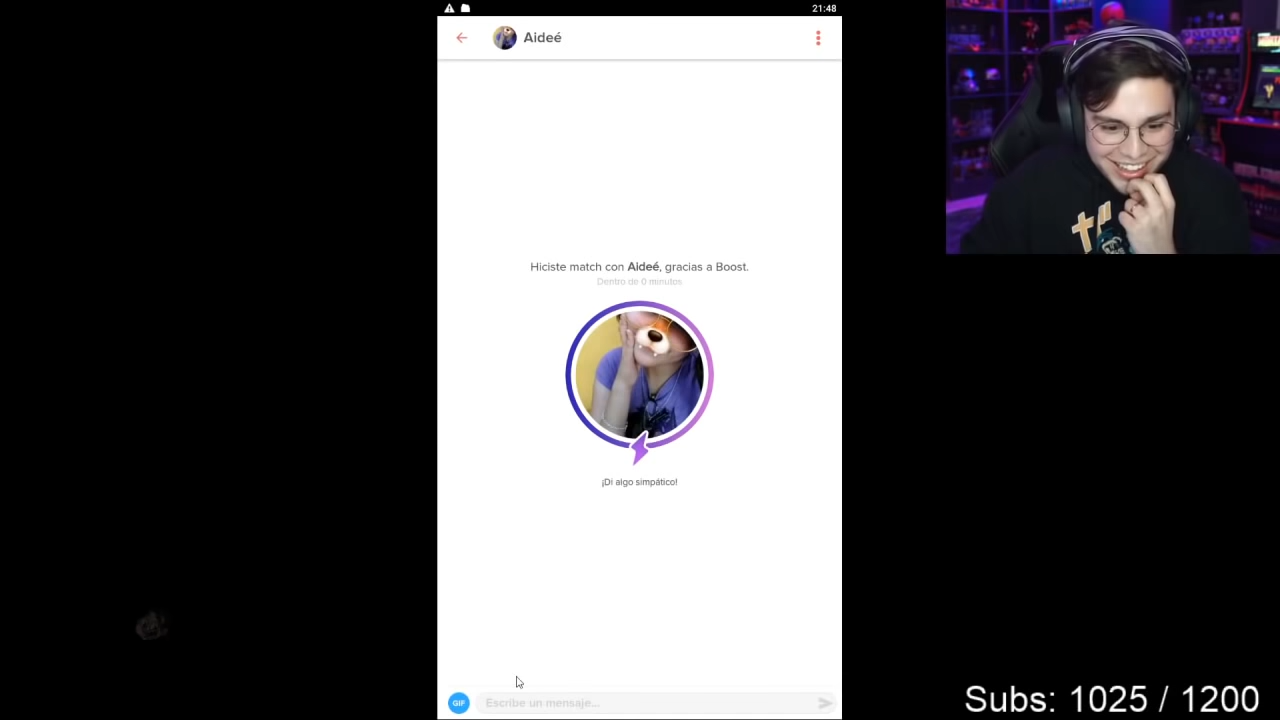 21:48
Aideé
Hiciste match con Aideé, gracias a Boost.
Dentro de 0 minutos
¡Di algo simpático!
GIF
Escribe un mensaje...
Subs: 1025 / 1200